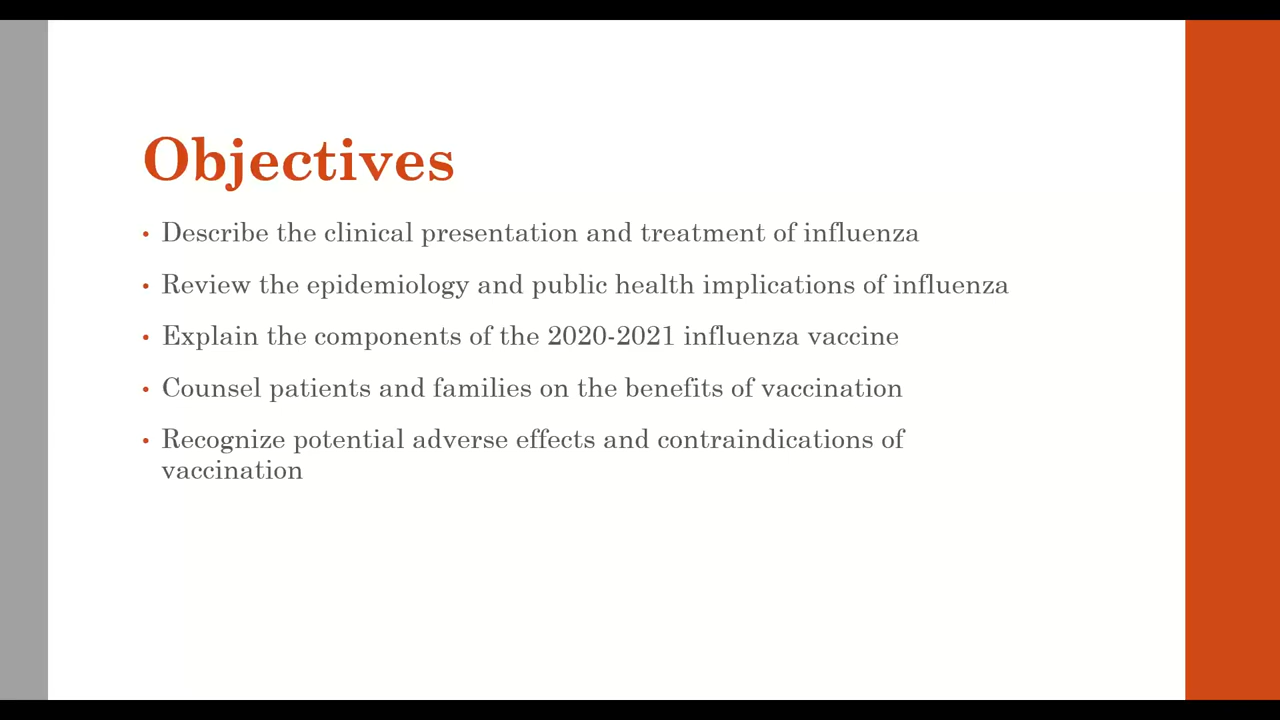 Objectives
• Describe the clinical presentation and treatment of influenza
• Review the epidemiology and public health implications of influenza
• Explain the components of the 2020-2021 influenza vaccine
• Counsel patients and families on the benefits of vaccination
• Recognize potential adverse effects and contraindications of
vaccination